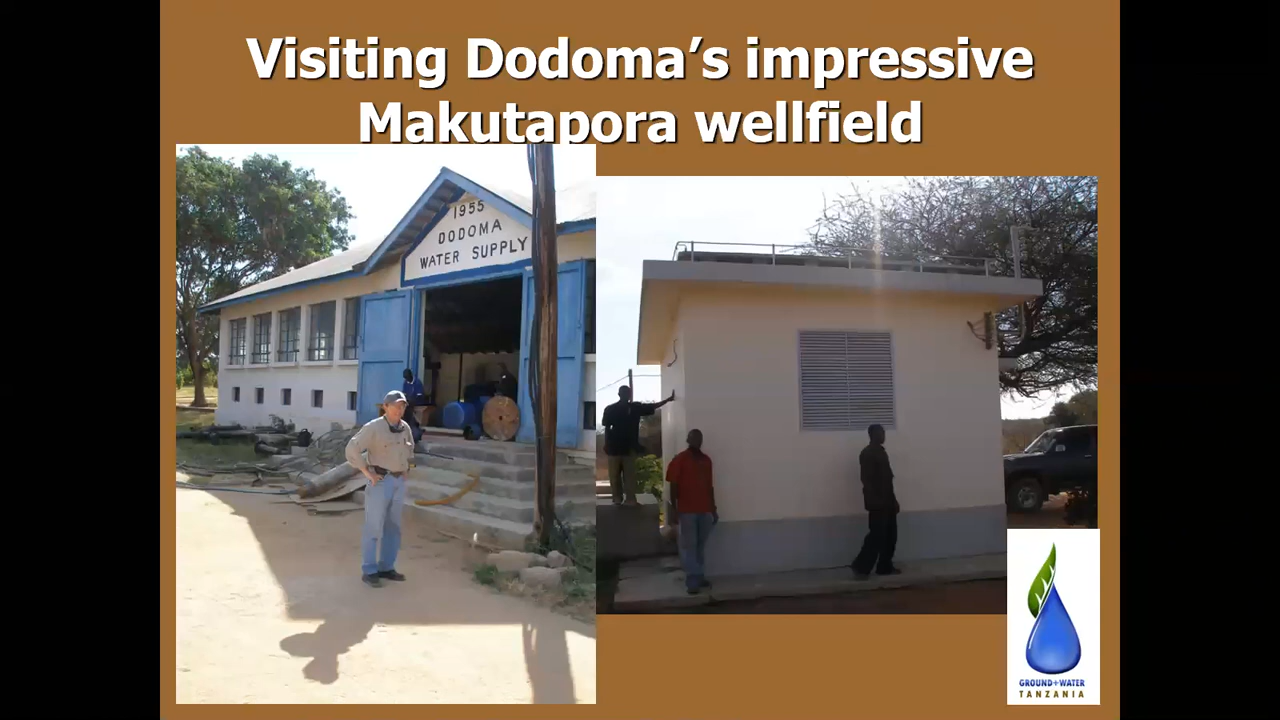 Visiting Dodoma’s impressive
Makutapora wellfield
1955
DODOMA
WATER SUPPLY
GROUND+WATER
TANZANIA